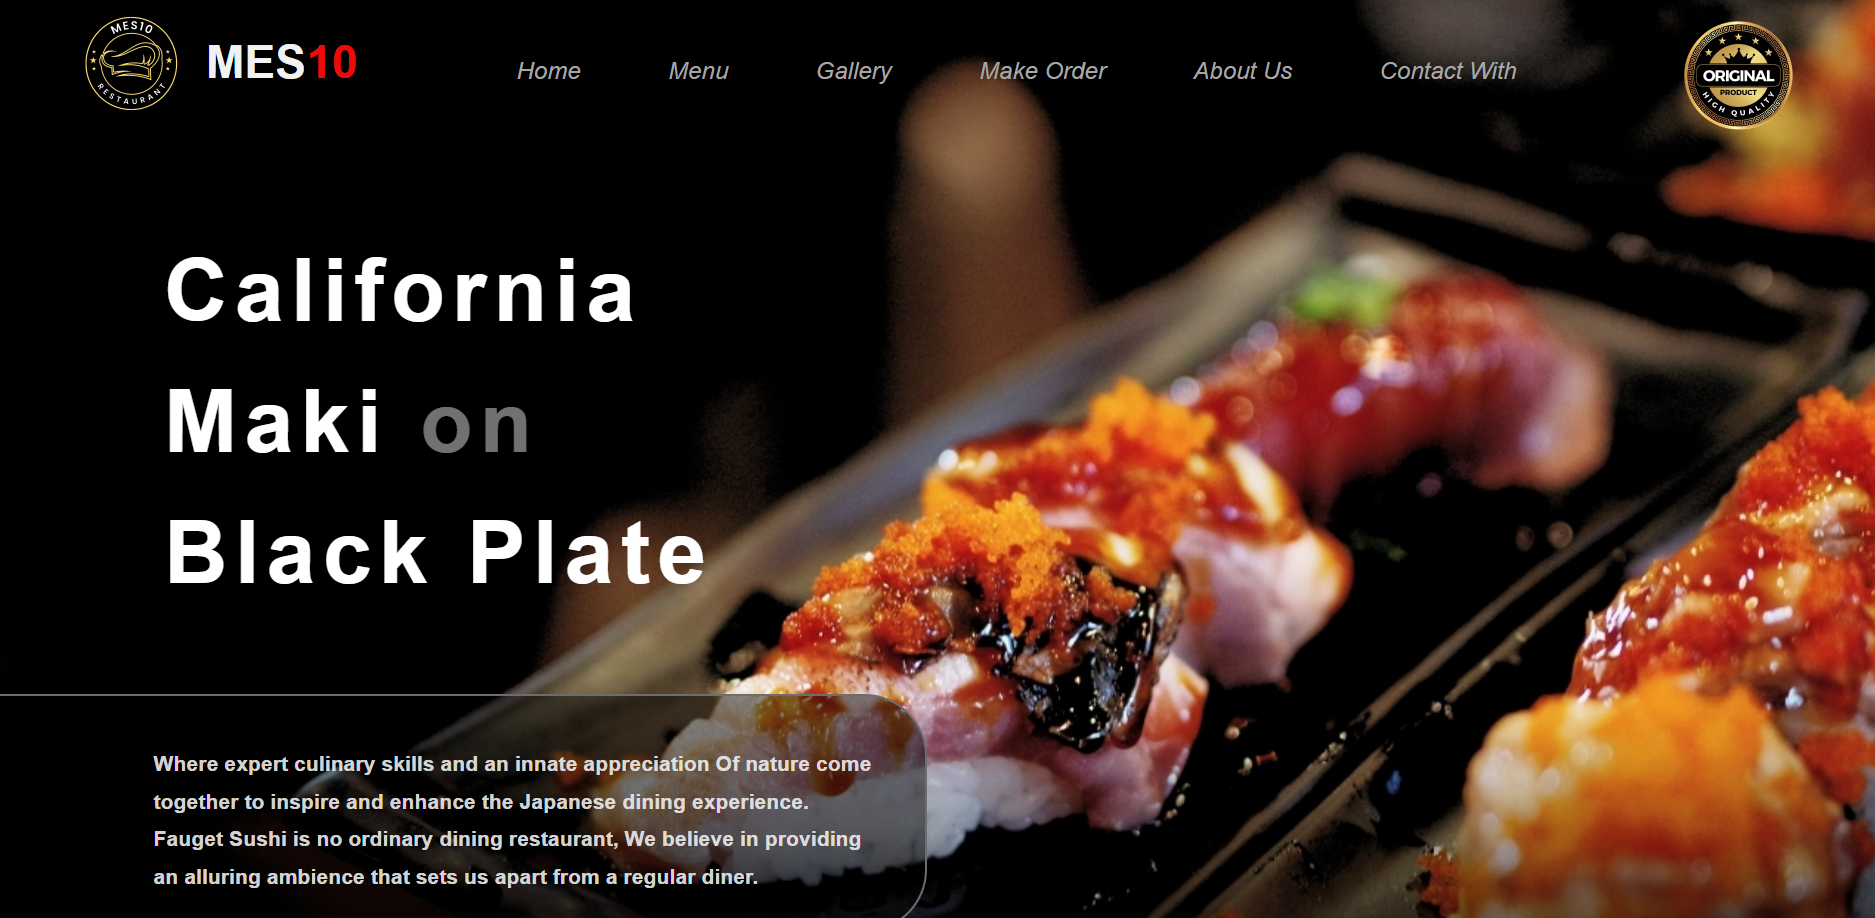 MES10
RESTAURANT
MES10
Home Menu Gallery Make Order About Us Contact With
ORIGINAL
PRODUCT
HIGH QUALITY
California
Maki on
Black Plate
Where expert culinary skills and an innate appreciation Of nature come
together to inspire and enhance the Japanese dining experience.
Fauget Sushi is no ordinary dining restaurant, We believe in providing
an alluring ambience that sets us apart from a regular diner.